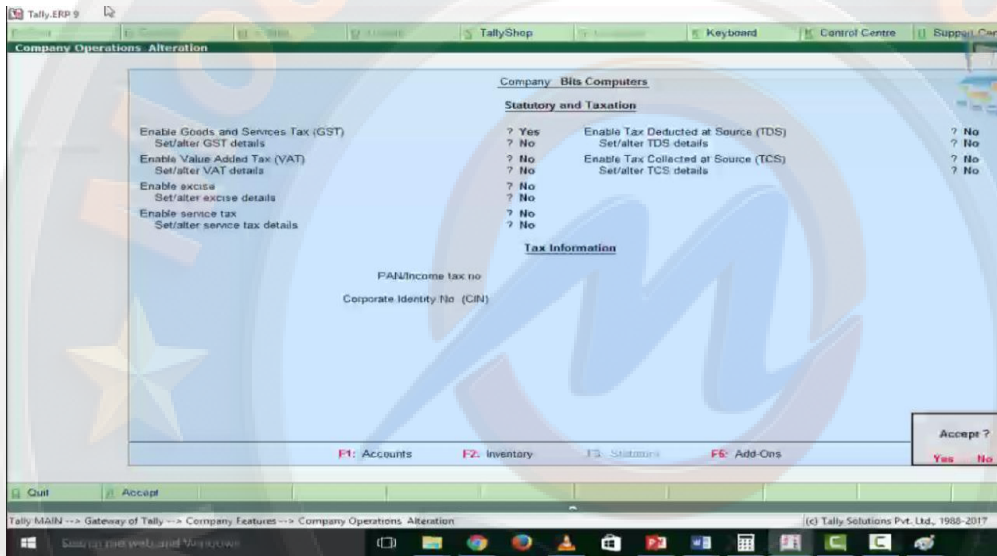 Tally.ERP 9
TallyShop Keyboard Control Centre Support Cen
Company Operations Alteration
Company Bits Computers
Statutory and Taxation
Enable Goods and Services Tax (GST) ? Yes Enable Tax Deducted at Source (TDS) ? No
Set/alter GST details ? No Set/alter TDS details ? No
Enable Value Added Tax (VAT) ? No Enable Tax Collected at Source (TCS) ? No
Set/alter VAT details ? No Set/alter TCS details ? No
Enable excise ? No
Set/alter excise details ? No
Enable service tax ? No
Set/alter service tax details ? No
Tax Information
PAN/Income tax no
Corporate Identity No (CIN)
Accept ?
Yes No
F1: Accounts F2: Inventory F3: Statutory F6: Add-Ons
Quit Accept
Tally MAIN --> Gateway of Tally --> Company Features --> Company Operations Alteration (c) Tally Solutions Pvt. Ltd., 1988-2017
Search the web and Windows